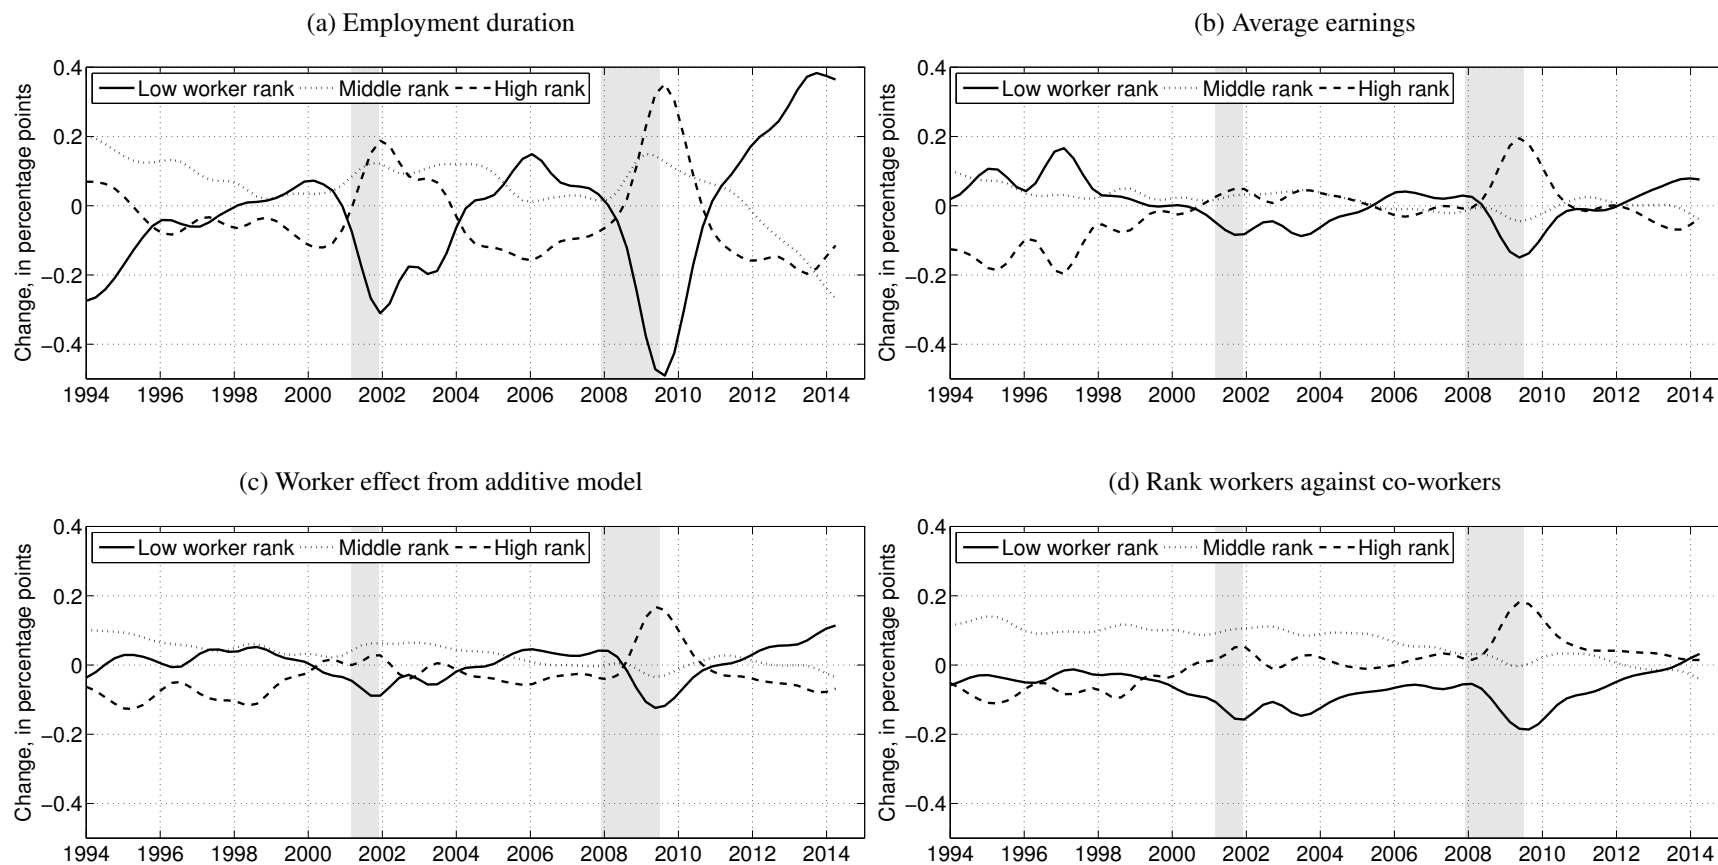 (a) Employment duration
Change, in percentage points
0.4
0.2
0
−0.2
−0.4
Low worker rank Middle rank High rank
1994 1996 1998 2000 2002 2004 2006 2008 2010 2012 2014
(b) Average earnings
Change, in percentage points
0.4
0.2
0
−0.2
−0.4
Low worker rank Middle rank High rank
1994 1996 1998 2000 2002 2004 2006 2008 2010 2012 2014
(c) Worker effect from additive model
Change, in percentage points
0.4
0.2
0
−0.2
−0.4
Low worker rank Middle rank High rank
1994 1996 1998 2000 2002 2004 2006 2008 2010 2012 2014
(d) Rank workers against co-workers
Change, in percentage points
0.4
0.2
0
−0.2
−0.4
Low worker rank Middle rank High rank
1994 1996 1998 2000 2002 2004 2006 2008 2010 2012 2014